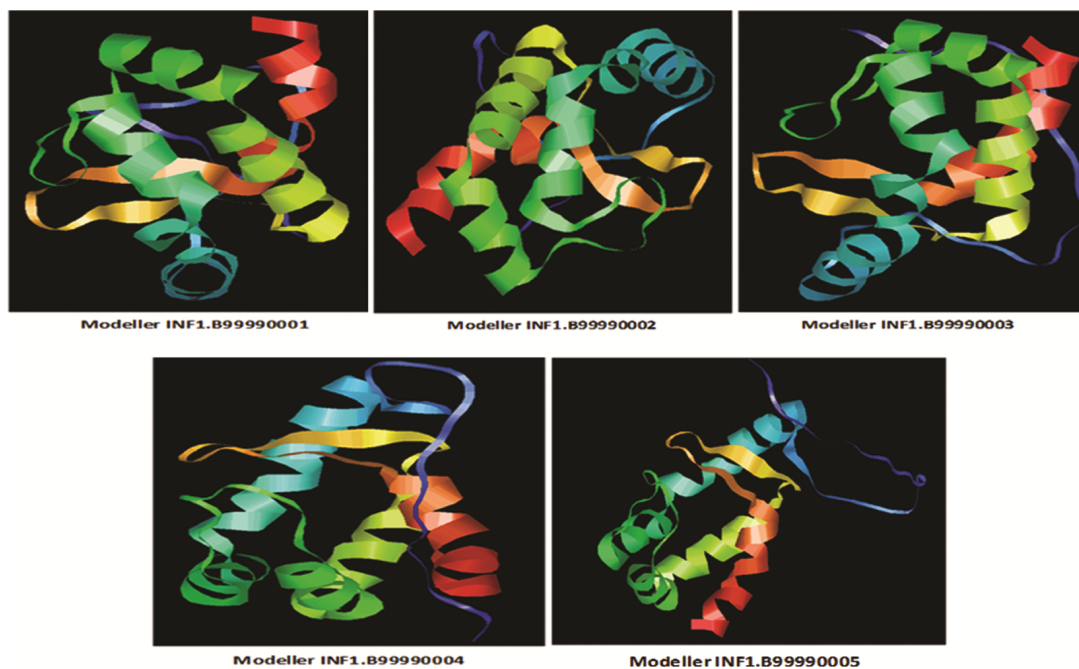 Modeller INF1.B99990001
Modeller INF1.B99990002
Modeller INF1.B99990003
Modeller INF1.B99990004
Modeller INF1.B99990005